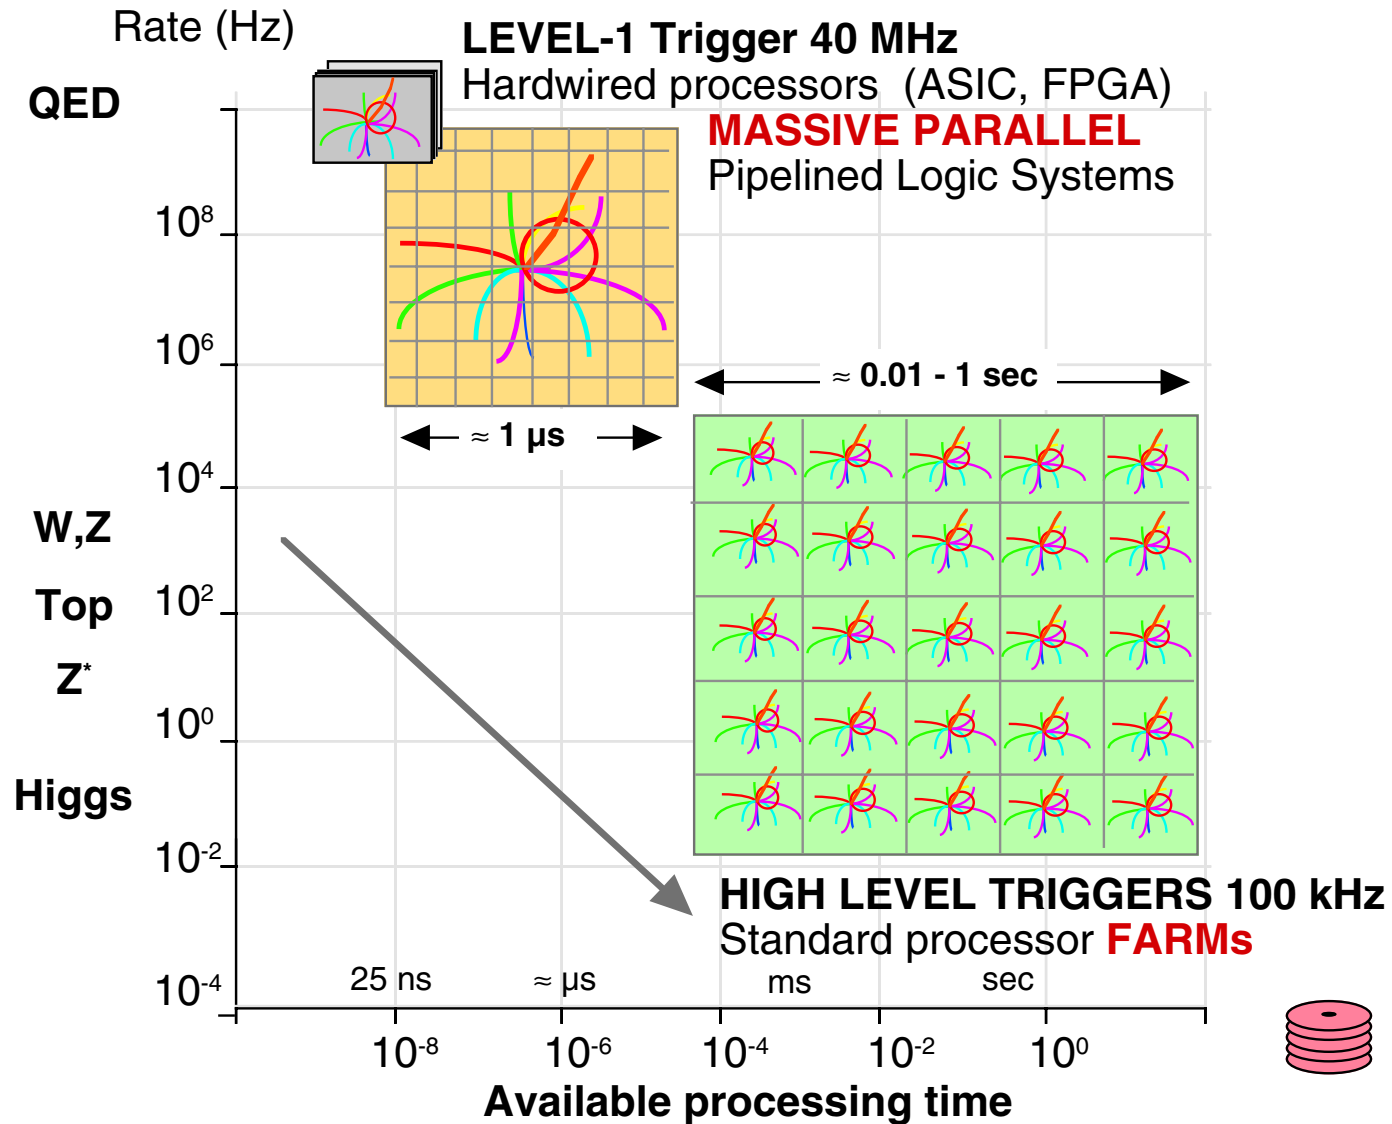 Rate (Hz)
LEVEL-1 Trigger 40 MHz
Hardwired processors (ASIC, FPGA)
MASSIVE PARALLEL
Pipelined Logic Systems
QED
10⁸
10⁶
≈ 0.01 - 1 sec
≈ 1 µs
10⁴
W,Z
Top
10²
Z*
10⁰
Higgs
10⁻²
HIGH LEVEL TRIGGERS 100 kHz
Standard processor FARMs
10⁻⁴
25 ns
≈ µs
ms
sec
10⁻⁸
10⁻⁶
10⁻⁴
10⁻²
10⁰
Available processing time